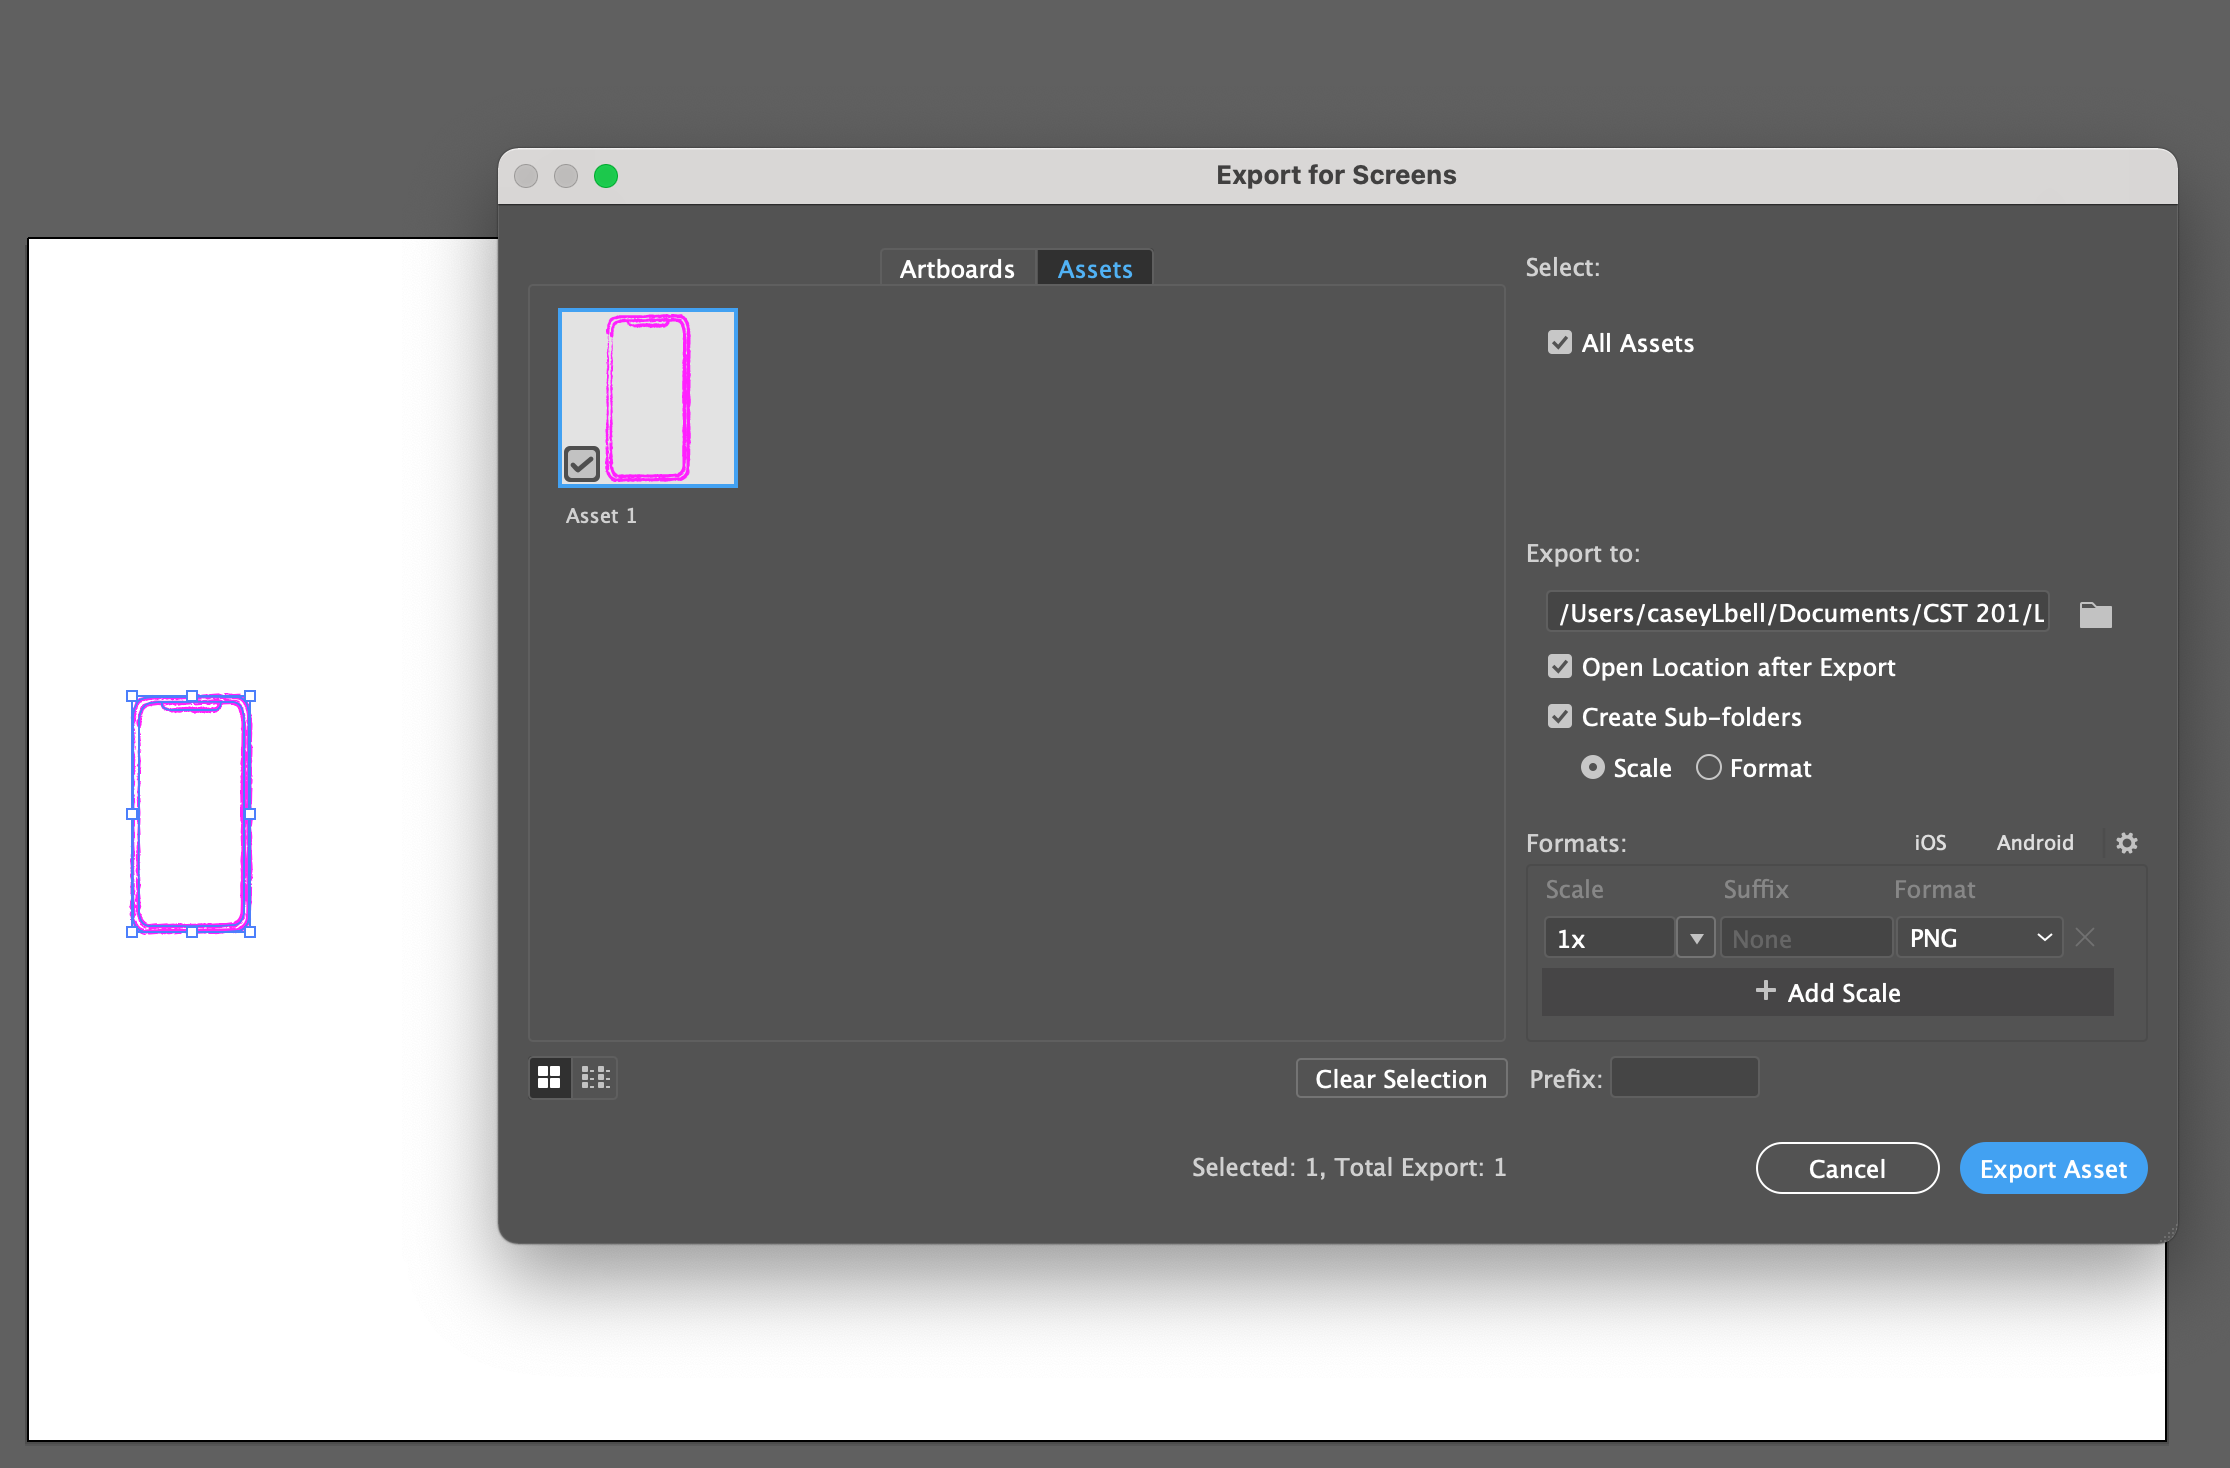 Export for Screens
Artboards
Assets
Asset 1
Select:
All Assets
Export to:
/Users/caseyLbell/Documents/CST 201/L
Open Location after Export
Create Sub-folders
Scale
Format
Formats:
iOS
Android
Scale
Suffix
Format
1x
None
PNG
+ Add Scale
Clear Selection
Prefix:
Selected: 1, Total Export: 1
Cancel
Export Asset